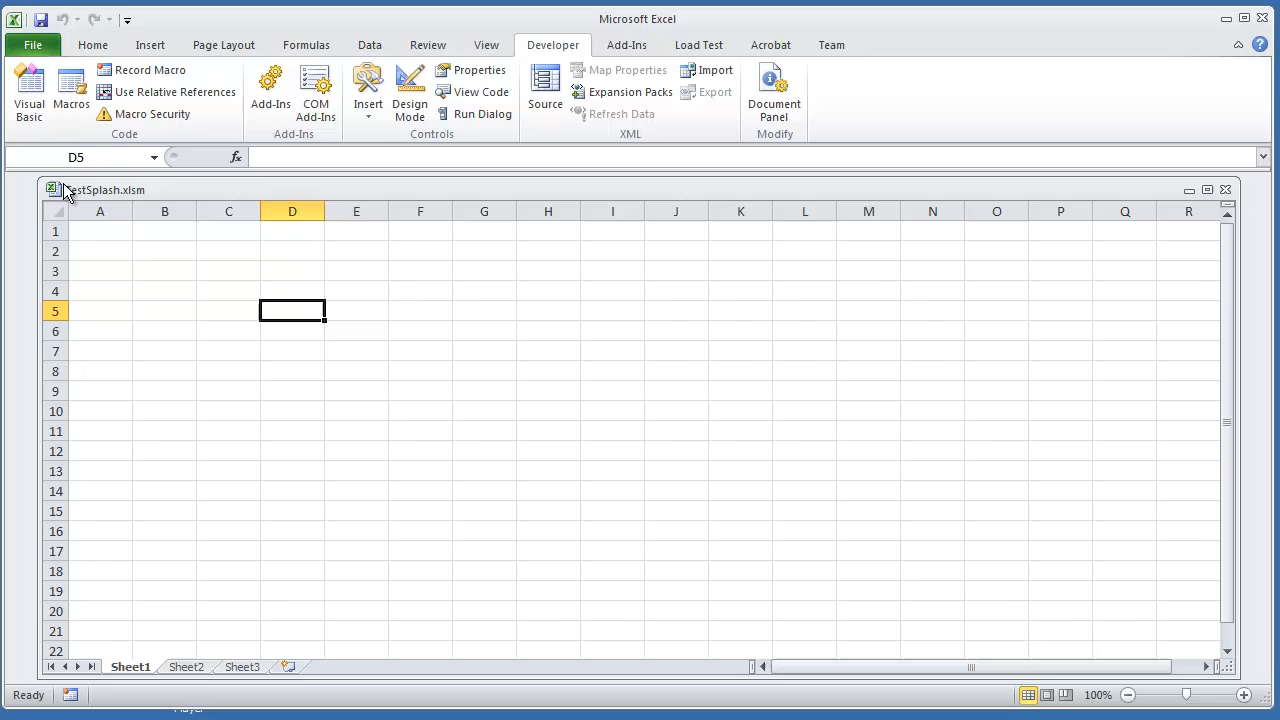 Microsoft Excel
File Home Insert Page Layout Formulas Data Review View Developer Add-Ins Load Test Acrobat Team
Visual Basic
Macros
Record Macro
Use Relative References
Macro Security
Code
Add-Ins
COM Add-Ins
Add-Ins
Insert
Design Mode
Properties
View Code
Run Dialog
Controls
Source
Map Properties
Expansion Packs
Refresh Data
Import
Export
XML
Document Panel
Modify
D5 fx
estSplash.xlsm
A B C D E F G H I J K L M N O P Q R
1
2
3
4
5
6
7
8
9
10
11
12
13
14
15
16
17
18
19
20
21
22
Sheet1 Sheet2 Sheet3
Ready 100%